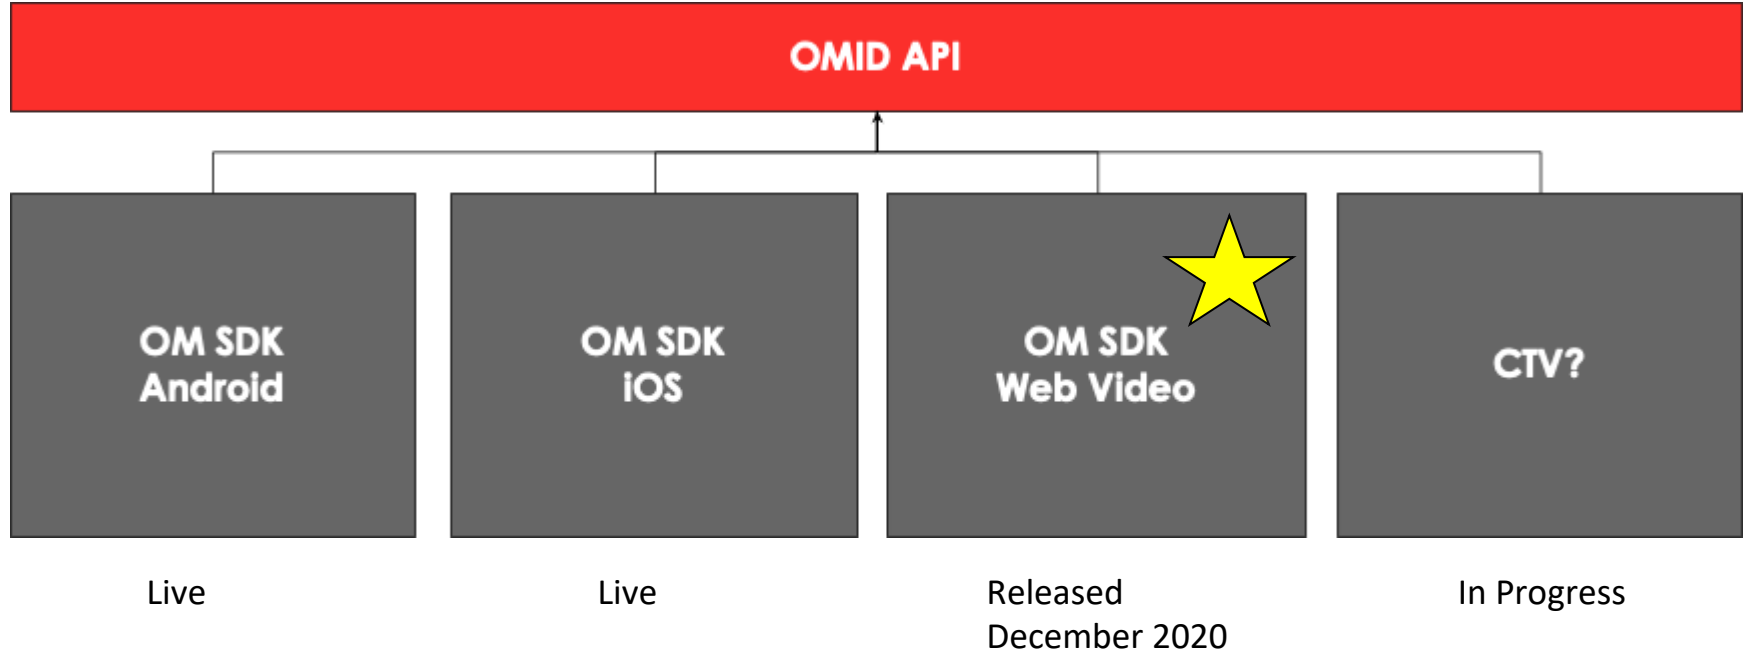 OMID API
OM SDK
Android
OM SDK
iOS
OM SDK
Web Video
CTV?
Live
Live
Released
December 2020
In Progress